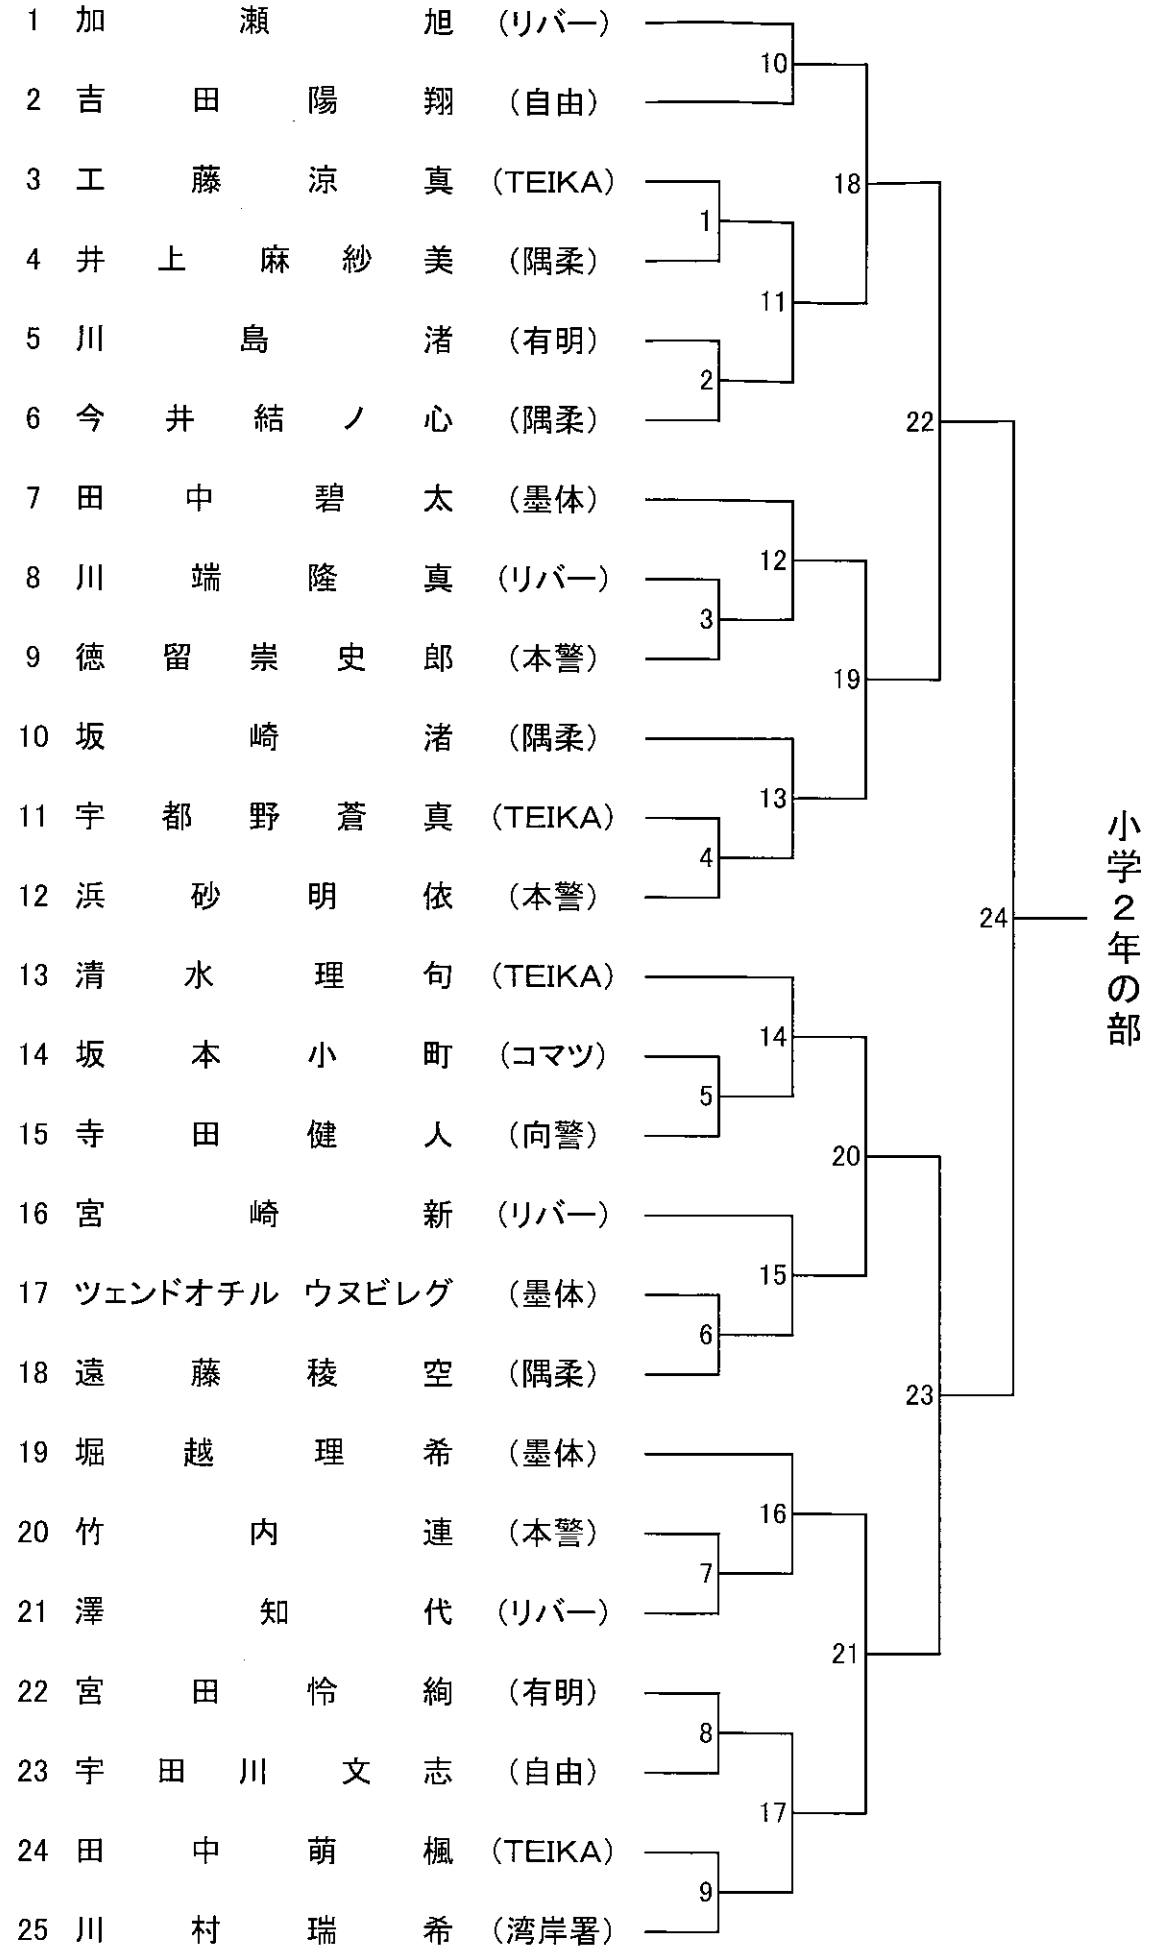 1 加瀬旭 (リバー)
2 吉田陽翔 (自由)
3 工藤涼真 (TEIKA)
4 井上麻紗美 (隅柔)
5 川島渚 (有明)
6 今井結ノ心 (隅柔)
7 田中碧太 (墨体)
8 川端隆真 (リバー)
9 徳留崇史郎 (本警)
10 坂崎渚 (隅柔)
11 宇都野蒼真 (TEIKA)
12 浜砂明依 (本警)
13 清水理句 (TEIKA)
14 坂本小町 (コマツ)
15 寺田健人 (向警)
16 宮崎新 (リバー)
17 ツェンドオチル ウヌビレグ (墨体)
18 遠藤稜空 (隅柔)
19 堀越理希 (墨体)
20 竹内連 (本警)
21 澤知代 (リバー)
22 宮田怜絢 (有明)
23 宇田川文志 (自由)
24 田中萌楓 (TEIKA)
25 川村瑞希 (湾岸署)
1
2
3
4
5
6
7
8
9
10
11
12
13
14
15
16
17
18
19
20
21
22
23
24
小学2年の部